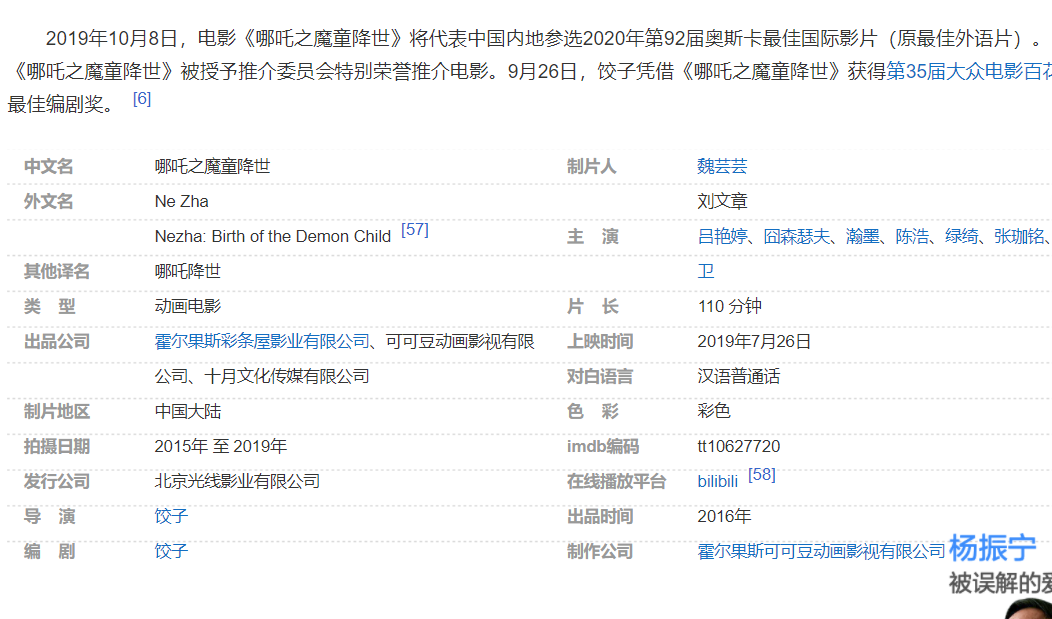 2019年10月8日，电影《哪吒之魔童降世》将代表中国内地参选2020年第92届奥斯卡最佳国际影片（原最佳外语片）。
《哪吒之魔童降世》被授予推介委员会特别荣誉推介电影。9月26日，饺子凭借《哪吒之魔童降世》获得第35届大众电影百花
最佳编剧奖。 [6]
中文名 哪吒之魔童降世
外文名 Ne Zha
Nezha: Birth of the Demon Child [57]
其他译名 哪吒降世
类 型 动画电影
出品公司 霍尔果斯彩条屋影业有限公司、可可豆动画影视有限
公司、十月文化传媒有限公司
制片地区 中国大陆
拍摄日期 2015年 至 2019年
发行公司 北京光线影业有限公司
导 演 饺子
编 剧 饺子
制片人 魏芸芸
刘文章
主 演 吕艳婷、囧森瑟夫、瀚墨、陈浩、绿绮、张珈铭、
卫
片 长 110 分钟
上映时间 2019年7月26日
对白语言 汉语普通话
色 彩 彩色
imdb编码 tt10627720
在线播放平台 bilibili [58]
出品时间 2016年
制作公司 霍尔果斯可可豆动画影视有限公司
杨振宁
被误解的爱